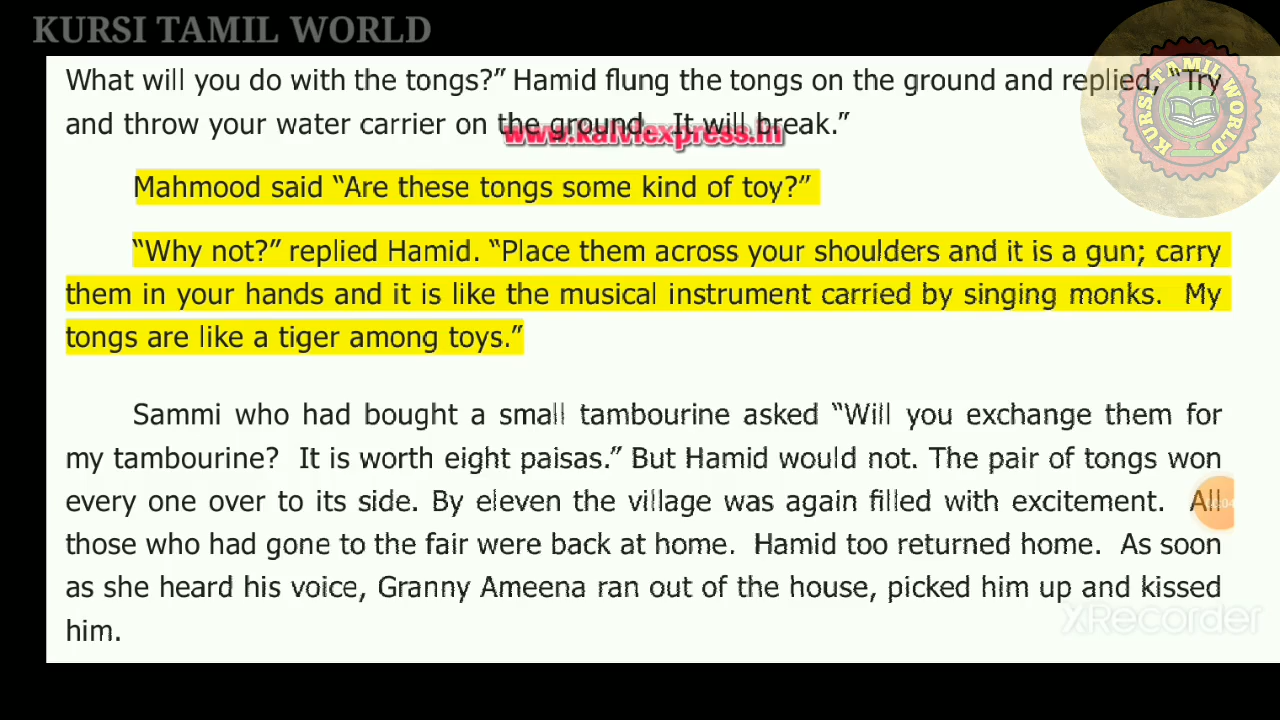 KURSI TAMIL WORLD
What will you do with the tongs?” Hamid flung the tongs on the ground and replied, “Try
and throw your water carrier on the ground. It will break.”
www.kalviexpress.in
Mahmood said “Are these tongs some kind of toy?”
“Why not?” replied Hamid. “Place them across your shoulders and it is a gun; carry
them in your hands and it is like the musical instrument carried by singing monks. My
tongs are like a tiger among toys.”
Sammi who had bought a small tambourine asked “Will you exchange them for
my tambourine? It is worth eight paisas.” But Hamid would not. The pair of tongs won
every one over to its side. By eleven the village was again filled with excitement. All
those who had gone to the fair were back at home. Hamid too returned home. As soon
as she heard his voice, Granny Ameena ran out of the house, picked him up and kissed
him.
KURSI TAMIL WORLD
XRecorder